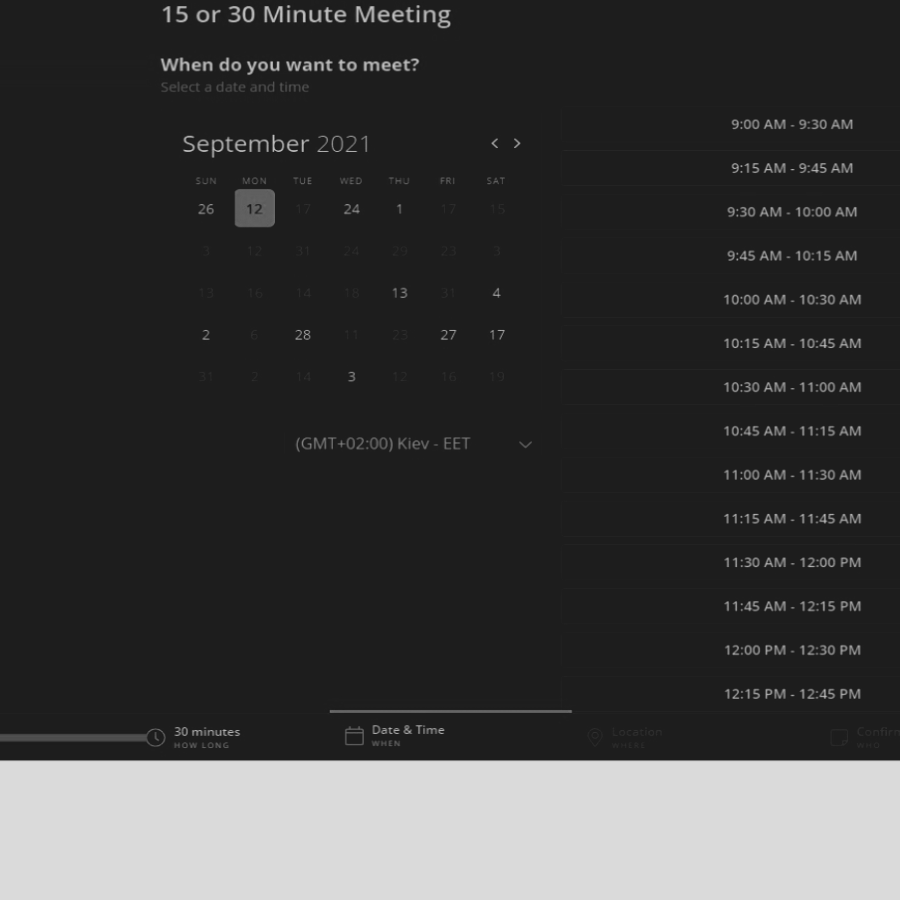 15 or 30 Minute Meeting
When do you want to meet?
Select a date and time
September 2021
SUN MON TUE WED THU FRI SAT
26 12 17 24 1 17 15
3 12 31 24 29 23 3
13 16 14 18 13 31 4
2 6 28 11 23 27 17
31 2 14 3 12 16 19
(GMT+02:00) Kiev - EET
9:00 AM - 9:30 AM
9:15 AM - 9:45 AM
9:30 AM - 10:00 AM
9:45 AM - 10:15 AM
10:00 AM - 10:30 AM
10:15 AM - 10:45 AM
10:30 AM - 11:00 AM
10:45 AM - 11:15 AM
11:00 AM - 11:30 AM
11:15 AM - 11:45 AM
11:30 AM - 12:00 PM
11:45 AM - 12:15 PM
12:00 PM - 12:30 PM
12:15 PM - 12:45 PM
30 minutes
HOW LONG
Date & Time
WHEN
Location
WHERE
Confirm
WHO